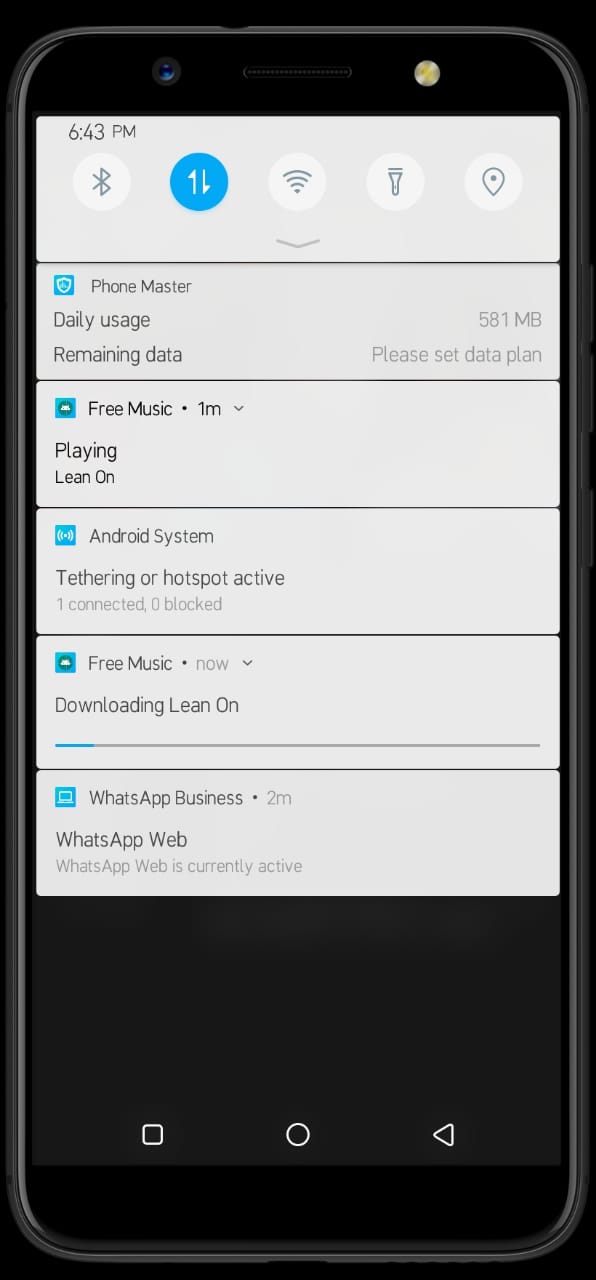 6:43 PM
Phone Master
Daily usage 581 MB
Remaining data Please set data plan
Free Music • 1m
Playing
Lean On
Android System
Tethering or hotspot active
1 connected, 0 blocked
Free Music • now
Downloading Lean On
WhatsApp Business • 2m
WhatsApp Web
WhatsApp Web is currently active